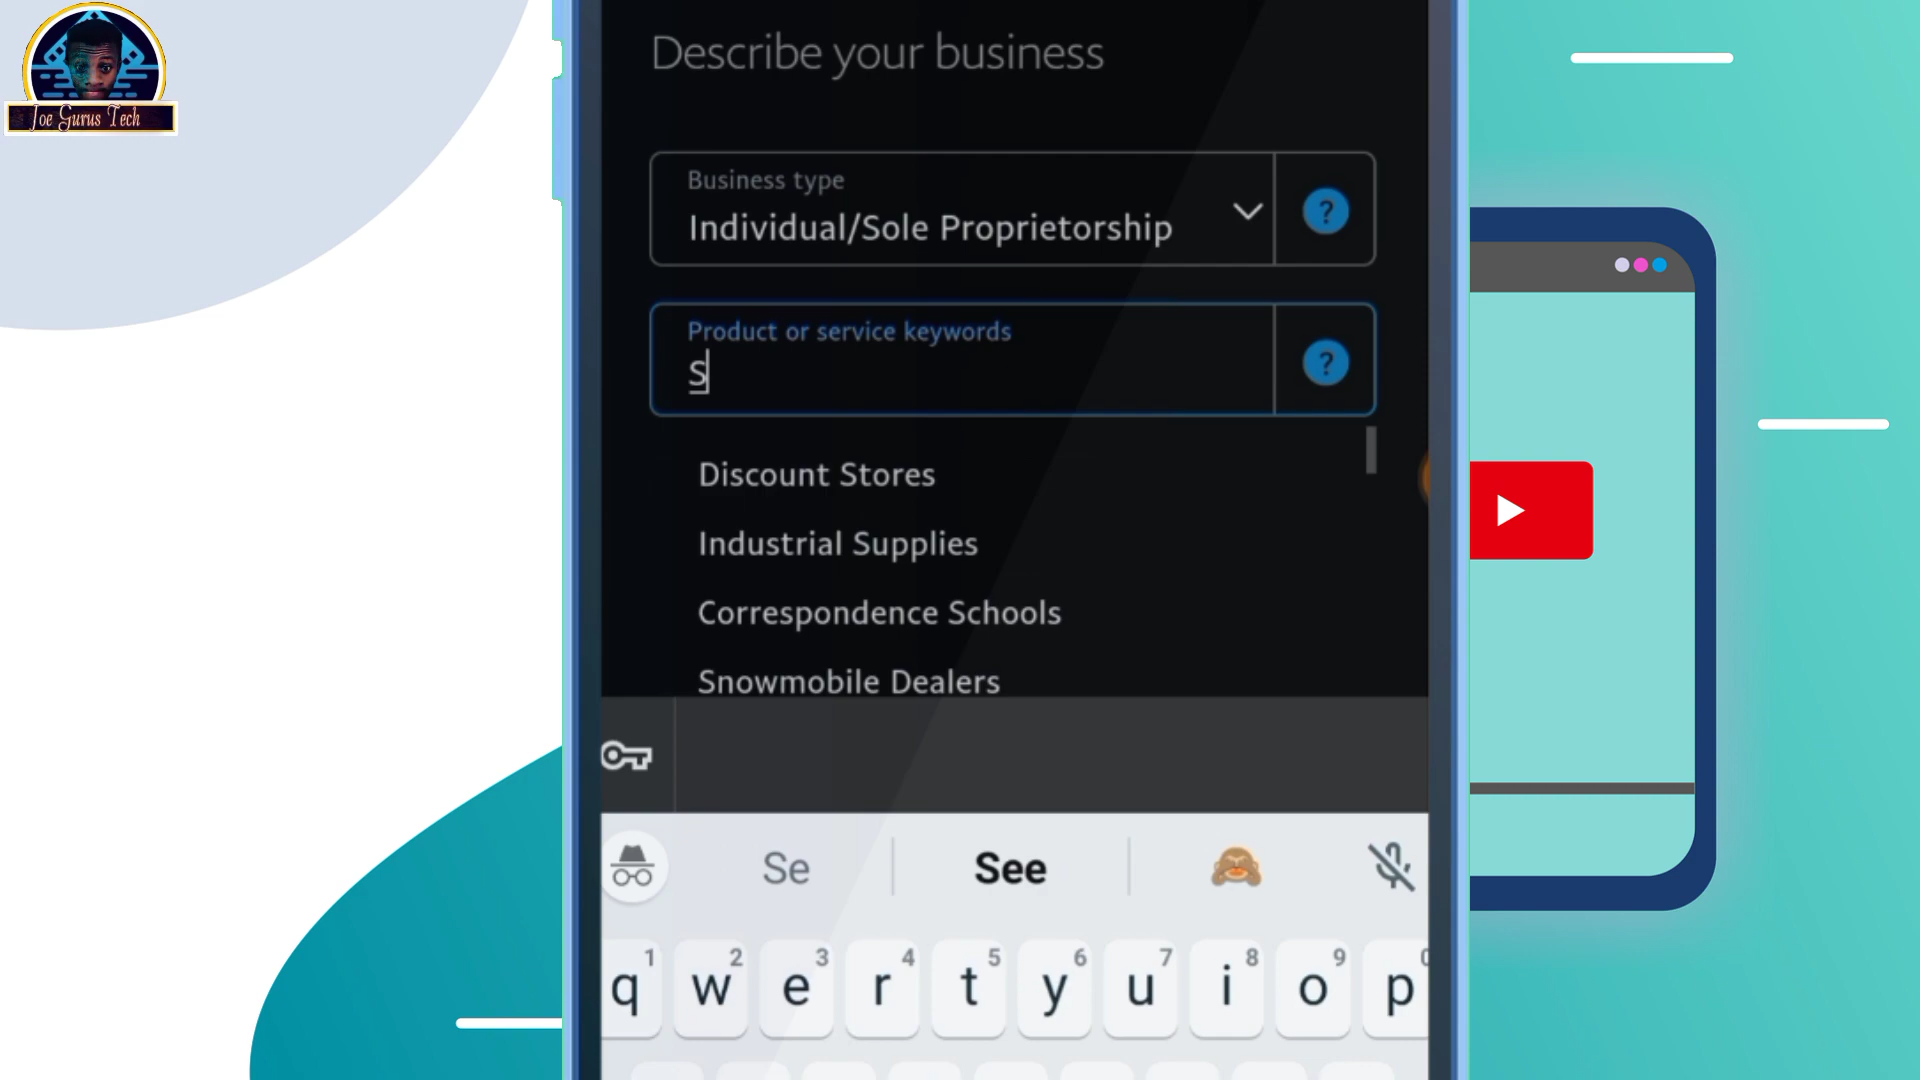 Joe Gurus Tech
Describe your business
Business type
Individual/Sole Proprietorship
?
Product or service keywords
S
?
Discount Stores
Industrial Supplies
Correspondence Schools
Snowmobile Dealers
Se See
1 2 3 4 5 6 7 8 9 0
q w e r t y u i o p